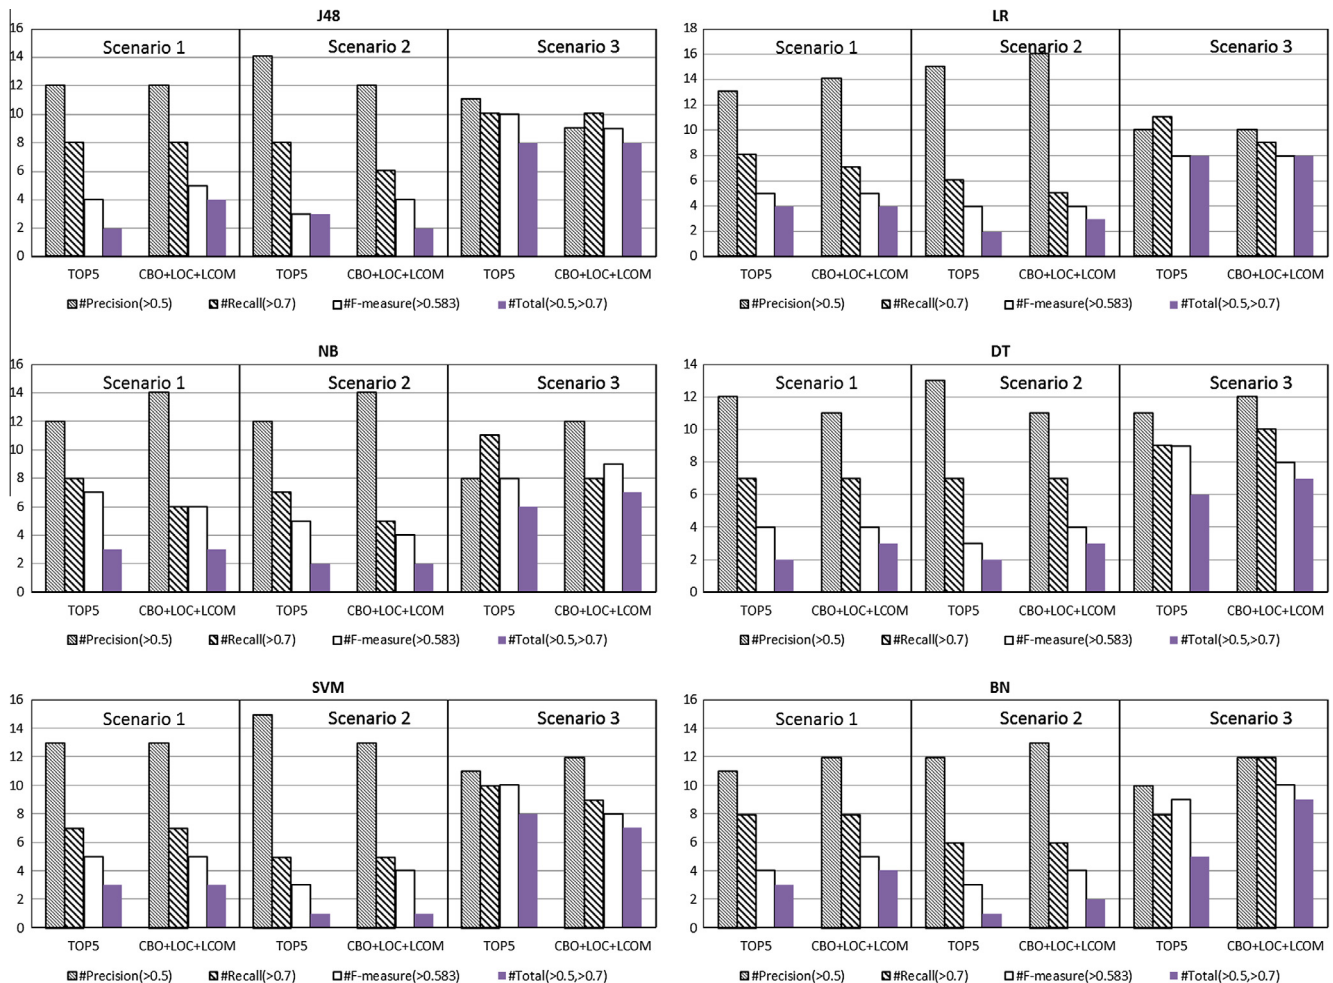 J48
16
14
12
10
8
6
4
2
0
Scenario 1
Scenario 2
Scenario 3
TOP5
CBO+LOC+LCOM
TOP5
CBO+LOC+LCOM
TOP5
CBO+LOC+LCOM
#Precision(>0.5) #Recall(>0.7) #F-measure(>0.583) #Total(>0.5,>0.7)
LR
18
16
14
12
10
8
6
4
2
0
Scenario 1
Scenario 2
Scenario 3
TOP5
CBO+LOC+LCOM
TOP5
CBO+LOC+LCOM
TOP5
CBO+LOC+LCOM
#Precision(>0.5) #Recall(>0.7) #F-measure(>0.583) #Total(>0.5,>0.7)
NB
16
14
12
10
8
6
4
2
0
Scenario 1
Scenario 2
Scenario 3
TOP5
CBO+LOC+LCOM
TOP5
CBO+LOC+LCOM
TOP5
CBO+LOC+LCOM
#Precision(>0.5) #Recall(>0.7) #F-measure(>0.583) #Total(>0.5,>0.7)
DT
14
12
10
8
6
4
2
0
Scenario 1
Scenario 2
Scenario 3
TOP5
CBO+LOC+LCOM
TOP5
CBO+LOC+LCOM
TOP5
CBO+LOC+LCOM
#Precision(>0.5) #Recall(>0.7) #F-measure(>0.583) #Total(>0.5,>0.7)
SVM
16
14
12
10
8
6
4
2
0
Scenario 1
Scenario 2
Scenario 3
TOP5
CBO+LOC+LCOM
TOP5
CBO+LOC+LCOM
TOP5
CBO+LOC+LCOM
#Precision(>0.5) #Recall(>0.7) #F-measure(>0.583) #Total(>0.5,>0.7)
BN
16
14
12
10
8
6
4
2
0
Scenario 1
Scenario 2
Scenario 3
TOP5
CBO+LOC+LCOM
TOP5
CBO+LOC+LCOM
TOP5
CBO+LOC+LCOM
#Precision(>0.5) #Recall(>0.7) #F-measure(>0.583) #Total(>0.5,>0.7)